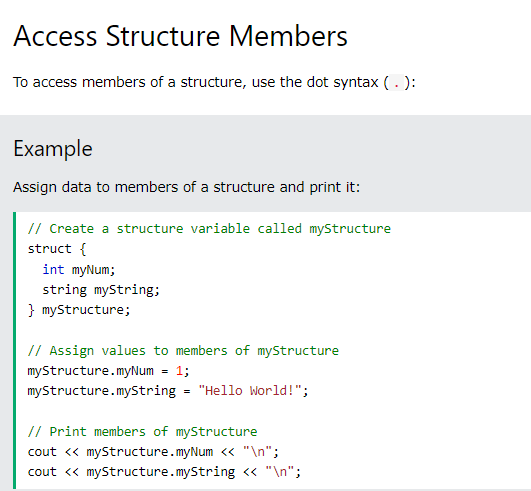 Access Structure Members
To access members of a structure, use the dot syntax ( . ):
Example
Assign data to members of a structure and print it:
// Create a structure variable called myStructure
struct {
  int myNum;
  string myString;
} myStructure;

// Assign values to members of myStructure
myStructure.myNum = 1;
myStructure.myString = "Hello World!";

// Print members of myStructure
cout << myStructure.myNum << "\n";
cout << myStructure.myString << "\n";